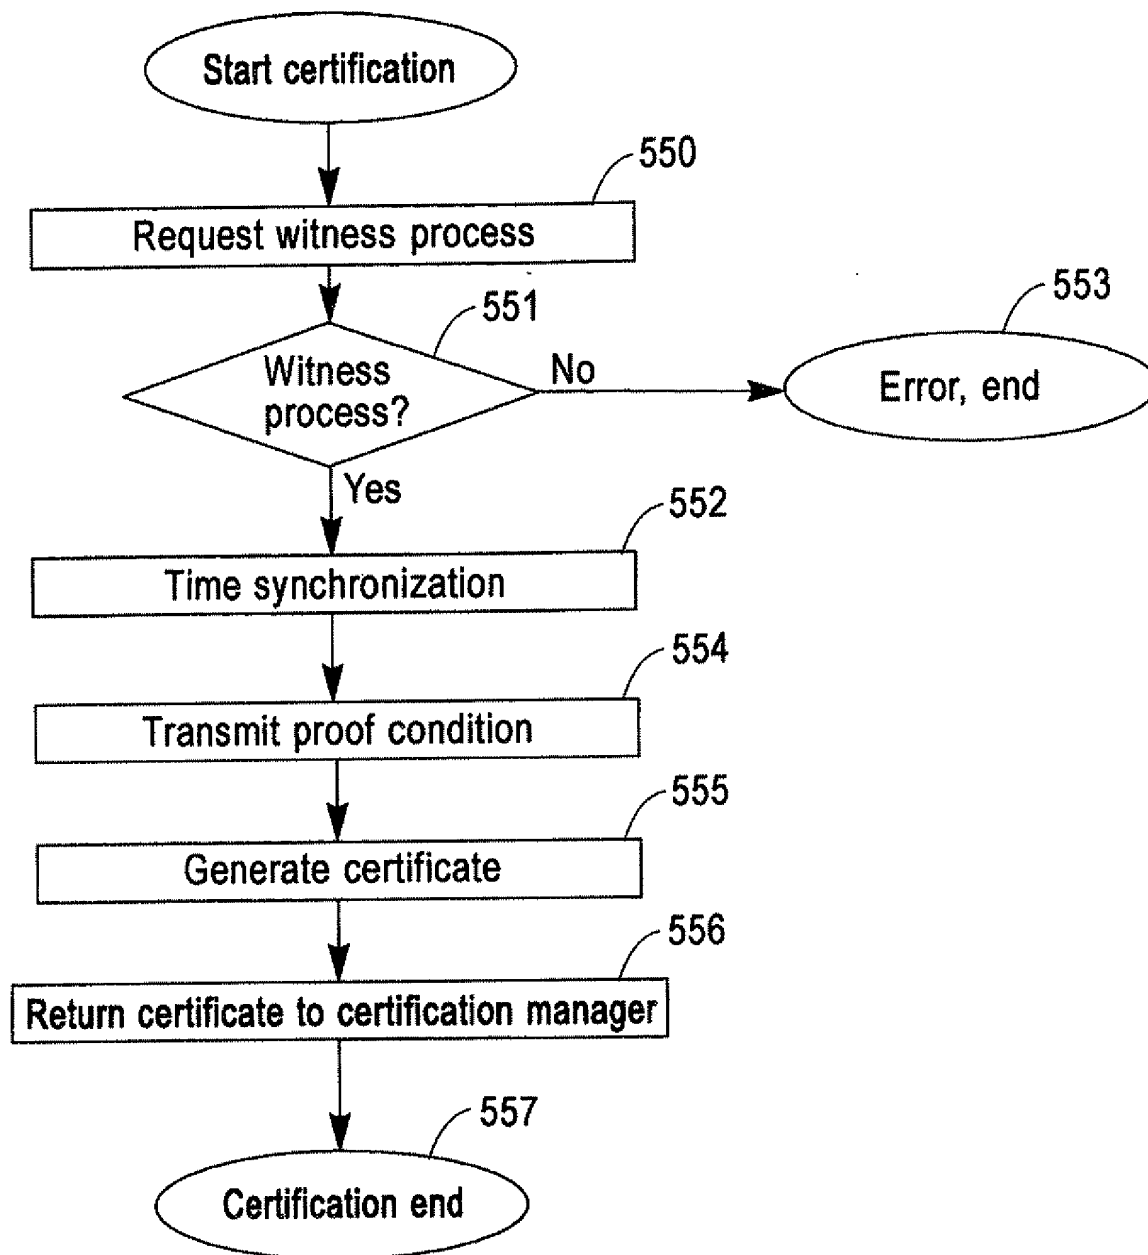 Start certification
550
Request witness process
551
553
Witness
process?
No
Error, end
Yes
552
Time synchronization
554
Transmit proof condition
555
Generate certificate
556
Return certificate to certification manager
557
Certification end